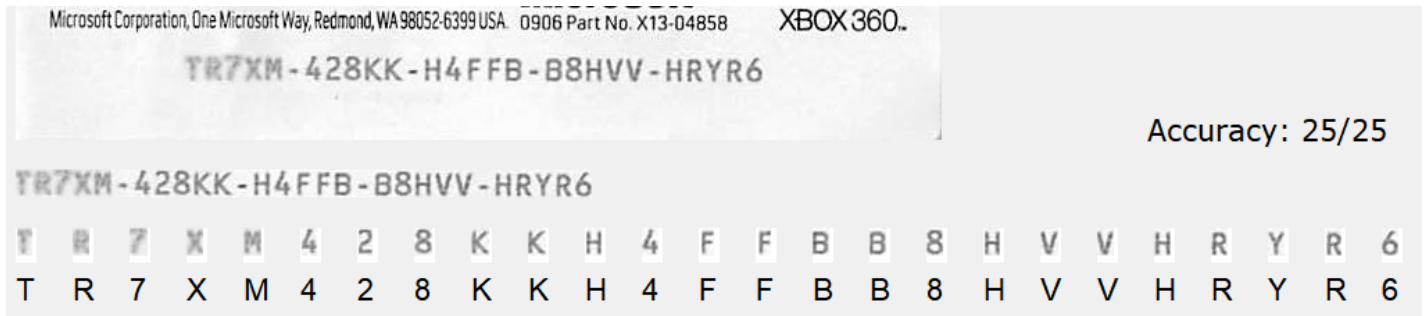 Microsoft Corporation, One Microsoft Way, Redmond, WA 98052-6399 USA. 0906 Part No. X13-04858 XBOX 360™
TR7XM-428KK-H4FFB-B8HVV-HRYR6
Accuracy: 25/25
TR7XM-428KK-H4FFB-B8HVV-HRYR6
T R 7 X M 4 2 8 K K H 4 F F B B 8 H V V H R Y R 6
T R 7 X M 4 2 8 K K H 4 F F B B 8 H V V H R Y R 6